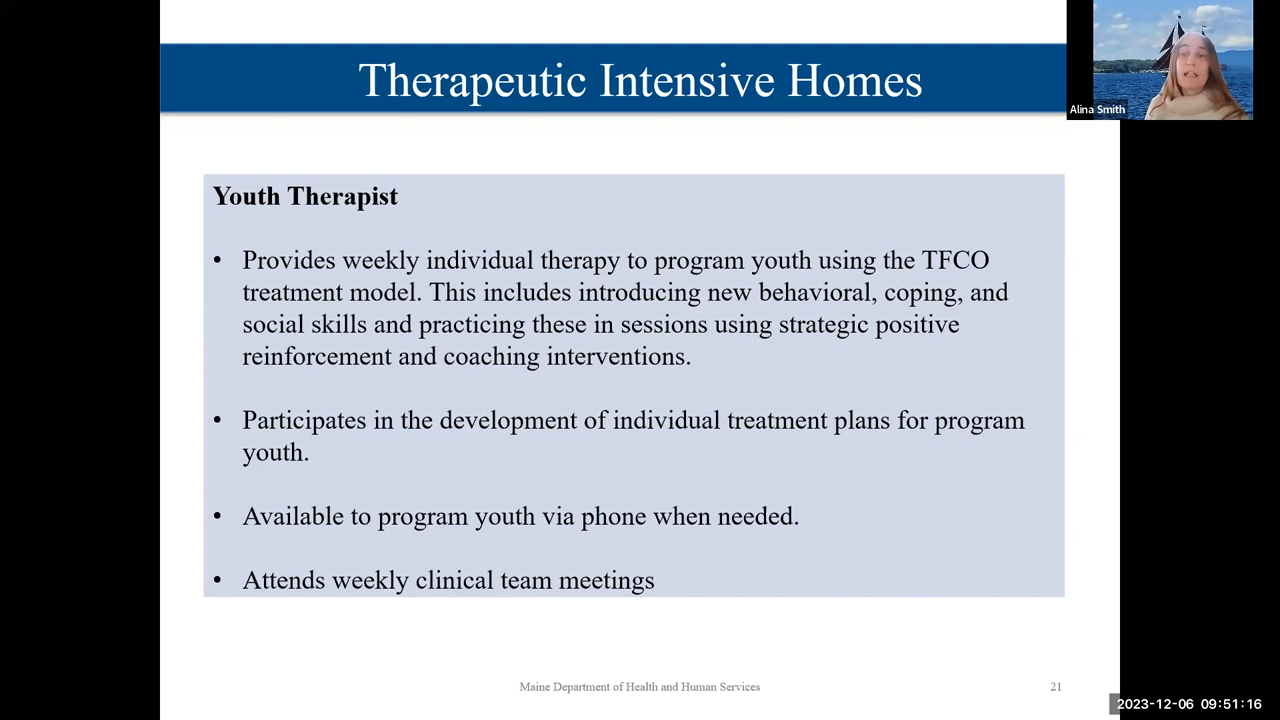 Therapeutic Intensive Homes
Alina Smith
Youth Therapist
• Provides weekly individual therapy to program youth using the TFCO
treatment model. This includes introducing new behavioral, coping, and
social skills and practicing these in sessions using strategic positive
reinforcement and coaching interventions.
• Participates in the development of individual treatment plans for program
youth.
• Available to program youth via phone when needed.
• Attends weekly clinical team meetings
Maine Department of Health and Human Services
21
2023-12-06 09:51:16